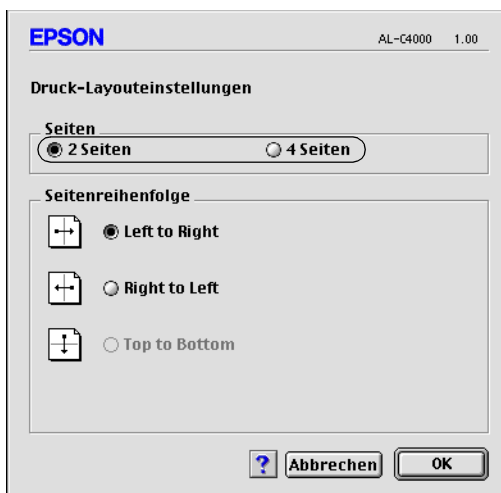 EPSON AL-C4000 1.00
Druck-Layouteinstellungen
Seiten
2 Seiten 4 Seiten
Seitenreihenfolge
Left to Right
Right to Left
Top to Bottom
? Abbrechen OK